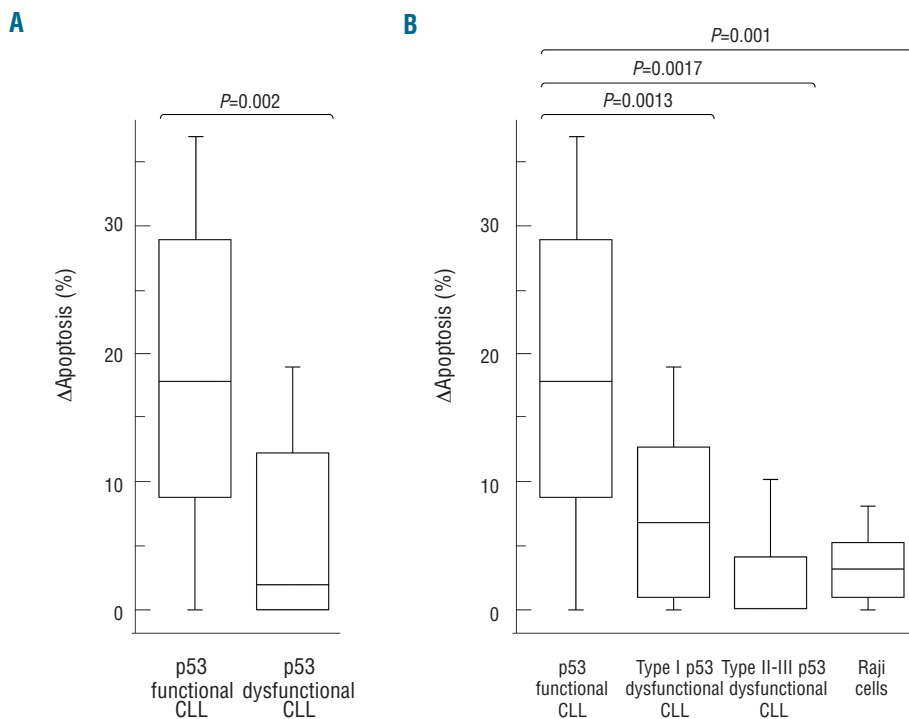 A
P=0.002
ΔApoptosis (%)
30
20
10
0
p53
functional
CLL
p53
dysfunctional
CLL
B
P=0.001
P=0.0017
P=0.0013
ΔApoptosis (%)
30
20
10
0
p53
functional
CLL
Type I p53
dysfunctional
CLL
Type II-III p53
dysfunctional
CLL
Raji
cells